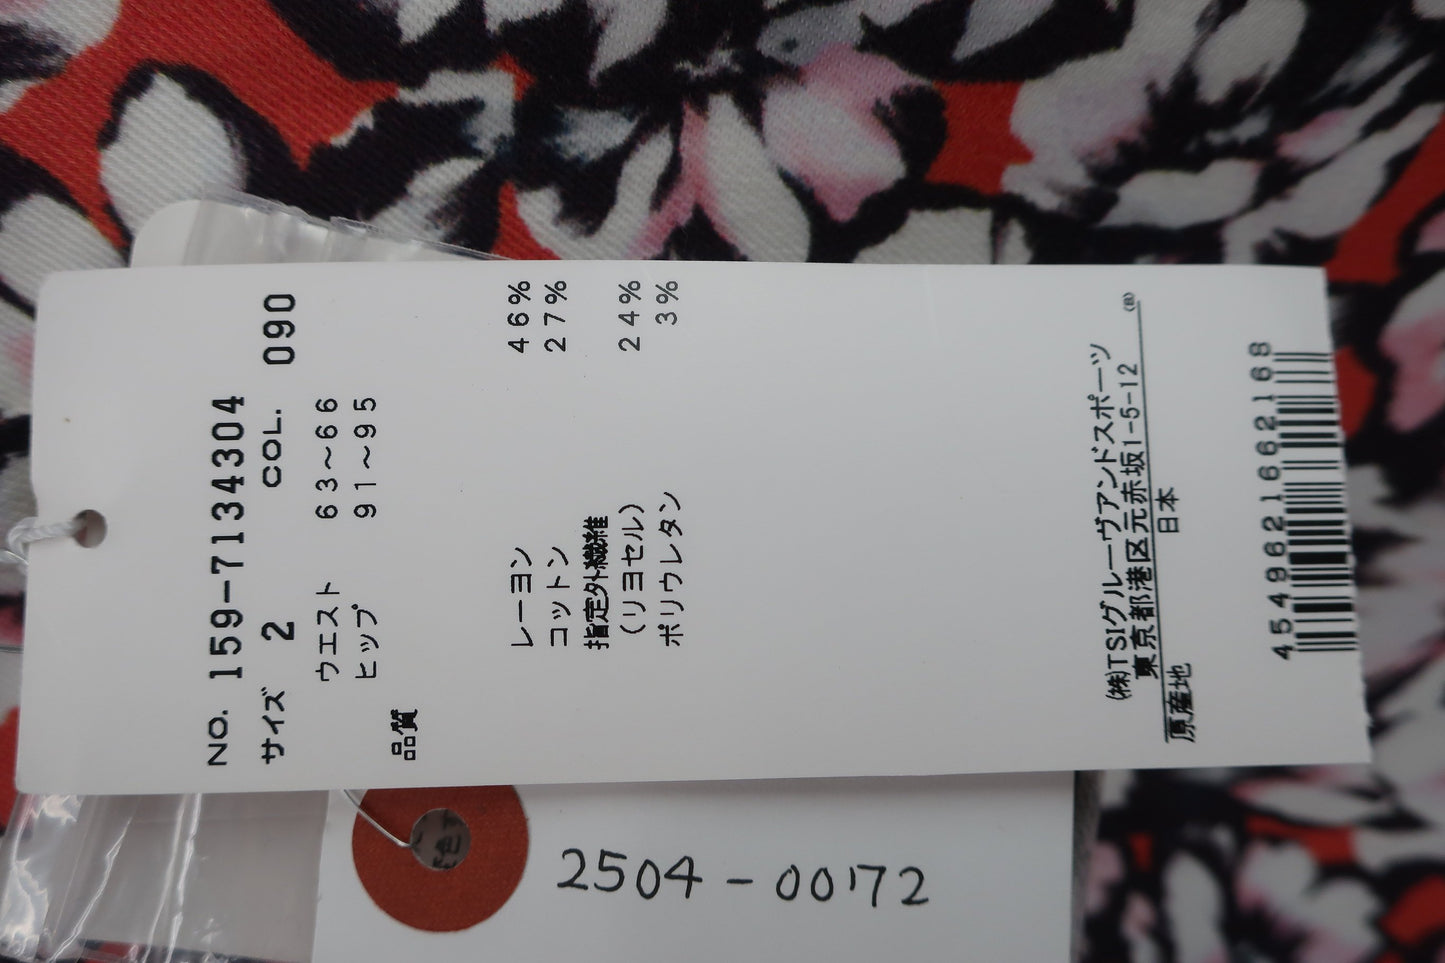 NO. 159-7134304
サイズ 2 COL. 090
ウエスト 63～66
ヒップ 91～95
品質
レーヨン 46%
コットン 27%
指定外繊維
(リヨセル) 24%
ポリウレタン 3%
(株)TSIグルーヴアンドスポーツ
東京都港区元赤坂1-5-12 (B)
原産地 日本
4549621662168
2504-0072